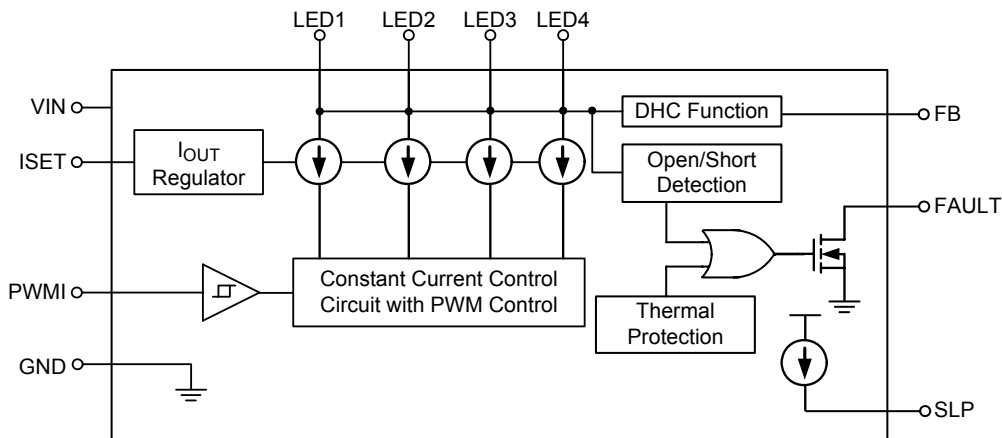 LED1 LED2 LED3 LED4
VIN
DHC Function
FB
ISET
IOUT
Regulator
Open/Short
Detection
FAULT
PWMI
Constant Current Control
Circuit with PWM Control
Thermal
Protection
GND
SLP